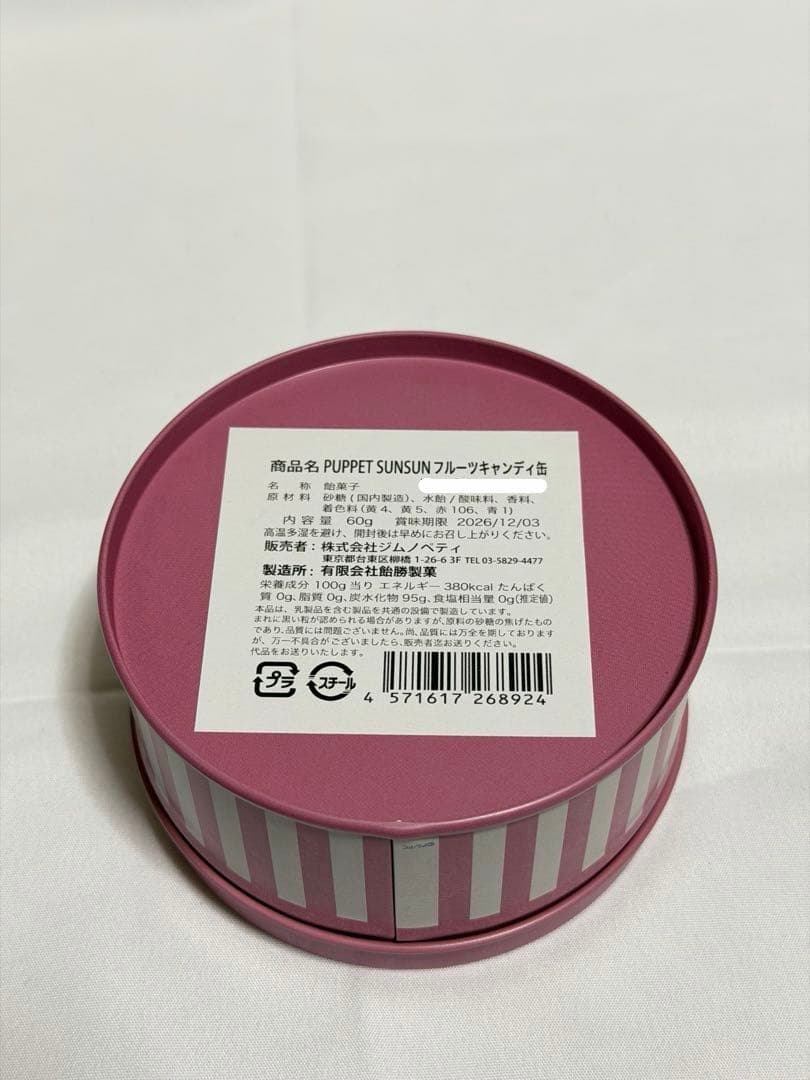 商品名 PUPPET SUNSUN フルーツキャンディ缶
名 称 飴菓子
原材料 砂糖(国内製造)、水飴/酸味料、香料、
着色料(黄4、黄5、赤106、青1)
内容量 60g 賞味期限 2026/12/03
高温多湿を避け、開封後は早めにお召し上がりください。
販売者:株式会社ジムノベティ
東京都台東区柳橋 1-26-6 3F TEL 03-5829-4477
製造所:有限会社飴勝製菓
栄養成分 100g当り エネルギー 380kcal たんぱく
質 0g、脂質 0g、炭水化物 95g、食塩相当量 0g(推定値)
本品は、乳製品を含む製品を共通の設備で製造しています。
まれに黒い粒が認められる場合がありますが、原料の砂糖の焦げたもの
であり、品質には問題ございません。尚、品質には万全を期しております
が、万一不具合がございましたら、販売者迄お送りください。
代品をお送りいたします。
プラ スチール
4 571617 268924